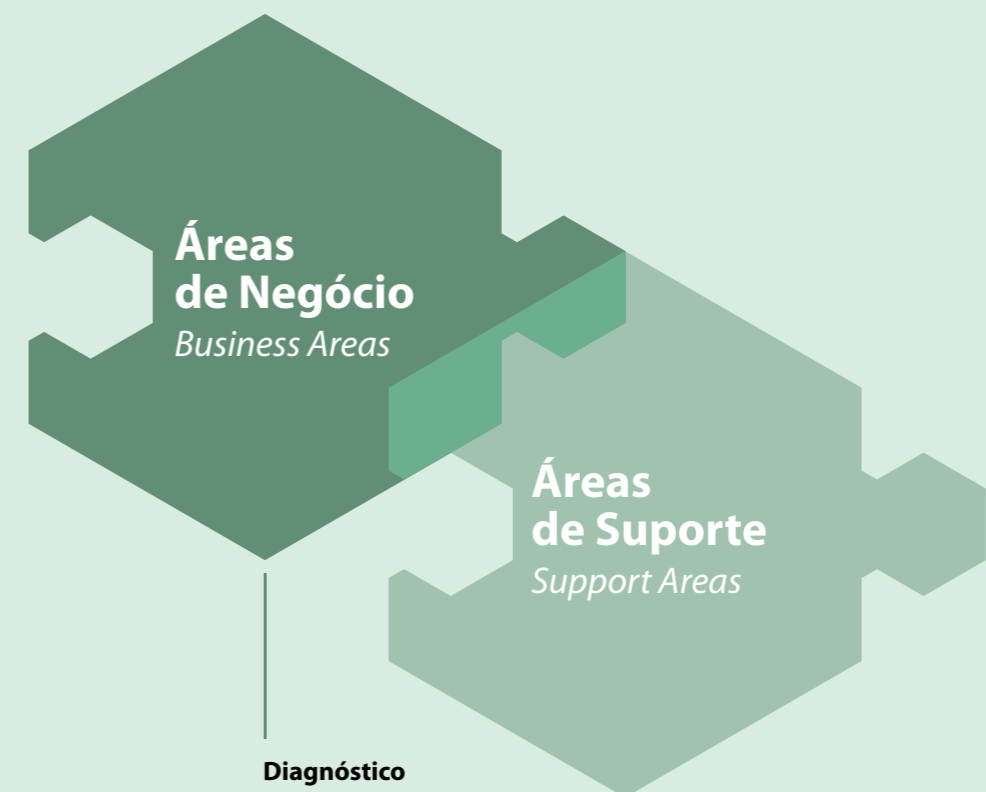 Áreas
de Negócio
Business Areas
Áreas
de Suporte
Support Areas
Diagnóstico